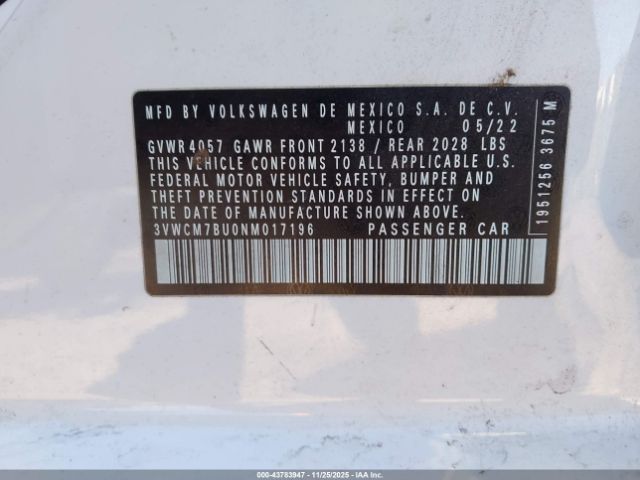 MFD BY VOLKSWAGEN DE MEXICO S.A. DE C.V.
MEXICO 05/22
GVWR 4057 GAWR FRONT 2138 / REAR 2028 LBS
THIS VEHICLE CONFORMS TO ALL APPLICABLE U.S.
FEDERAL MOTOR VEHICLE SAFETY, BUMPER AND
THEFT PREVENTION STANDARDS IN EFFECT ON
THE DATE OF MANUFACTURE SHOWN ABOVE.
3VWCM7BU0NM017196 PASSENGER CAR
1951256 3675 M
000-43783947 - 11/25/2025 - IAA, Inc.